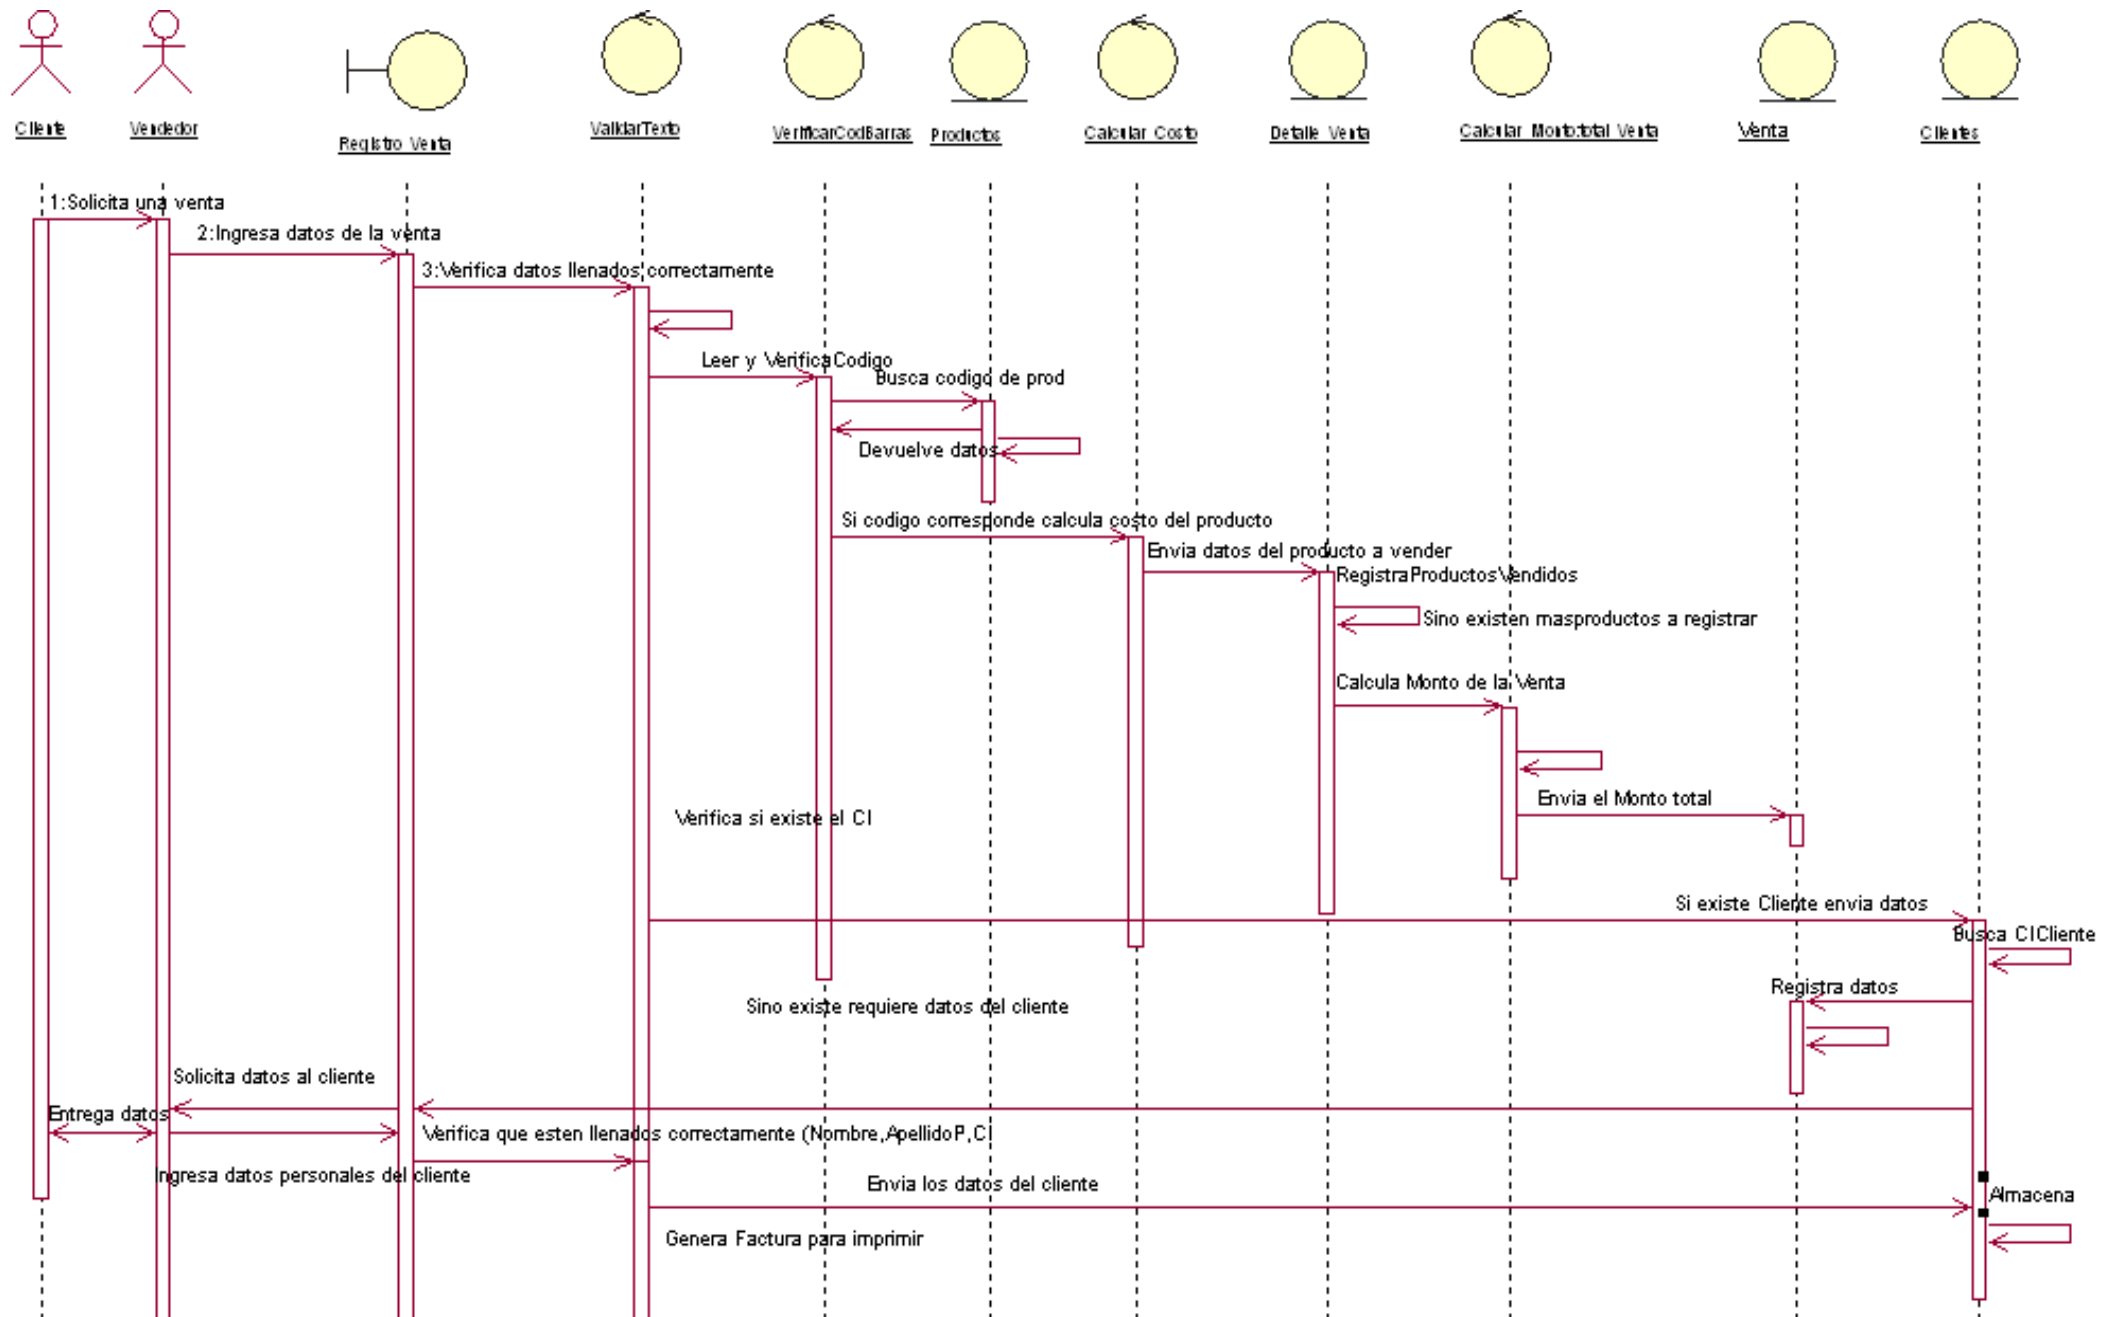 Cliente
Vendedor
Registro Venta
ValidarTexto
VerificarCodBarras
Productos
Calcular Costo
Detalle Venta
Calcular Montototal Venta
Venta
Clientes
1:Solicita una venta
2:Ingresa datos de la venta
3:Verifica datos llenados correctamente
Leer y VerificaCodigo
Busca codigo de prod
Devuelve datos
Si codigo corresponde calcula costo del producto
Envia datos del producto a vender
RegistraProductosVendidos
Sino existen masproductos a registrar
Calcula Monto de la Venta
Envia el Monto total
Verifica si existe el CI
Si existe Cliente envia datos
Busca CICliente
Registra datos
Sino existe requiere datos del cliente
Solicita datos al cliente
Entrega datos
Verifica que esten llenados correctamente (Nombre,ApellidoP,CI
Ingresa datos personales del cliente
Envia los datos del cliente
Almacena
Genera Factura para imprimir